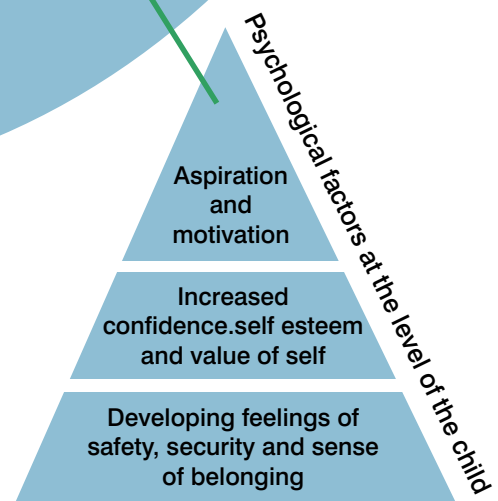 Psychological factors at the level of the child
Aspiration
and
motivation
Increased
confidence.self esteem
and value of self
Developing feelings of
safety, security and sense
of belonging